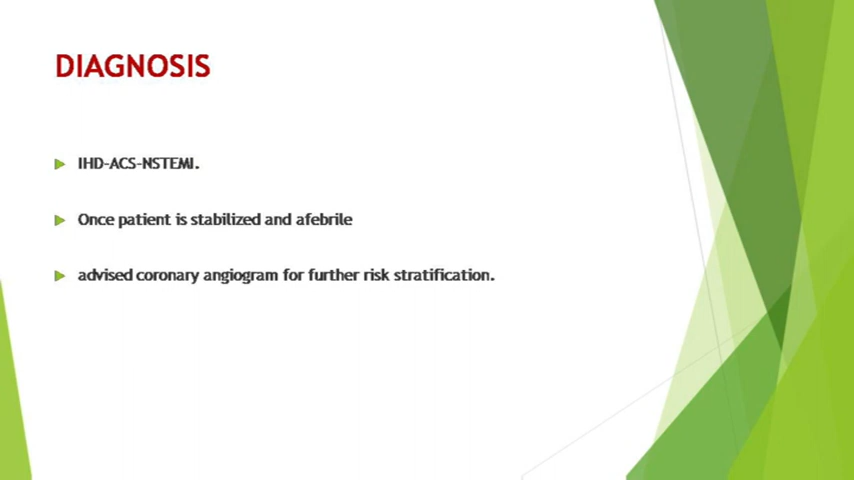 DIAGNOSIS
IHD-ACS-NSTEMI.
Once patient is stabilized and afebrile
advised coronary angiogram for further risk stratification.